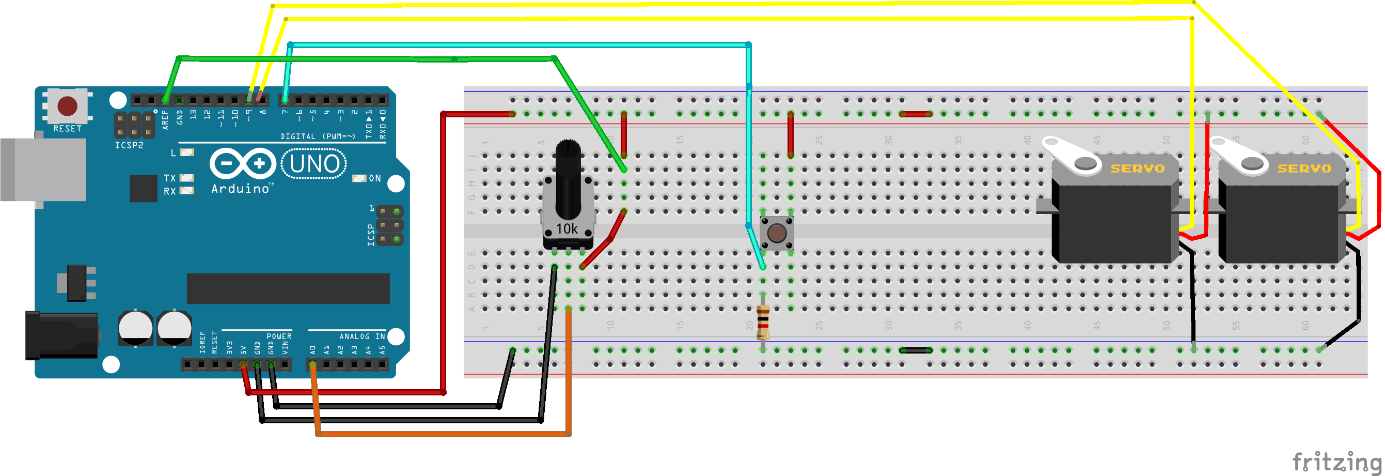 RESET
ICSP2
AREF
GND
13
12
~11
~10
~9
8
7
~6
~5
4
~3
2
TXD►1
RXD◄0
DIGITAL (PWM=~)
L
TX
RX
UNO
Arduino™
ON
ICSP
10k
SERVO
SERVO
POWER
ANALOG IN
IOREF
RESET
3V3
5V
GND
GND
VIN
A0
A1
A2
A3
A4
A5
1
5
10
15
20
25
30
35
40
45
50
55
60
fritzing